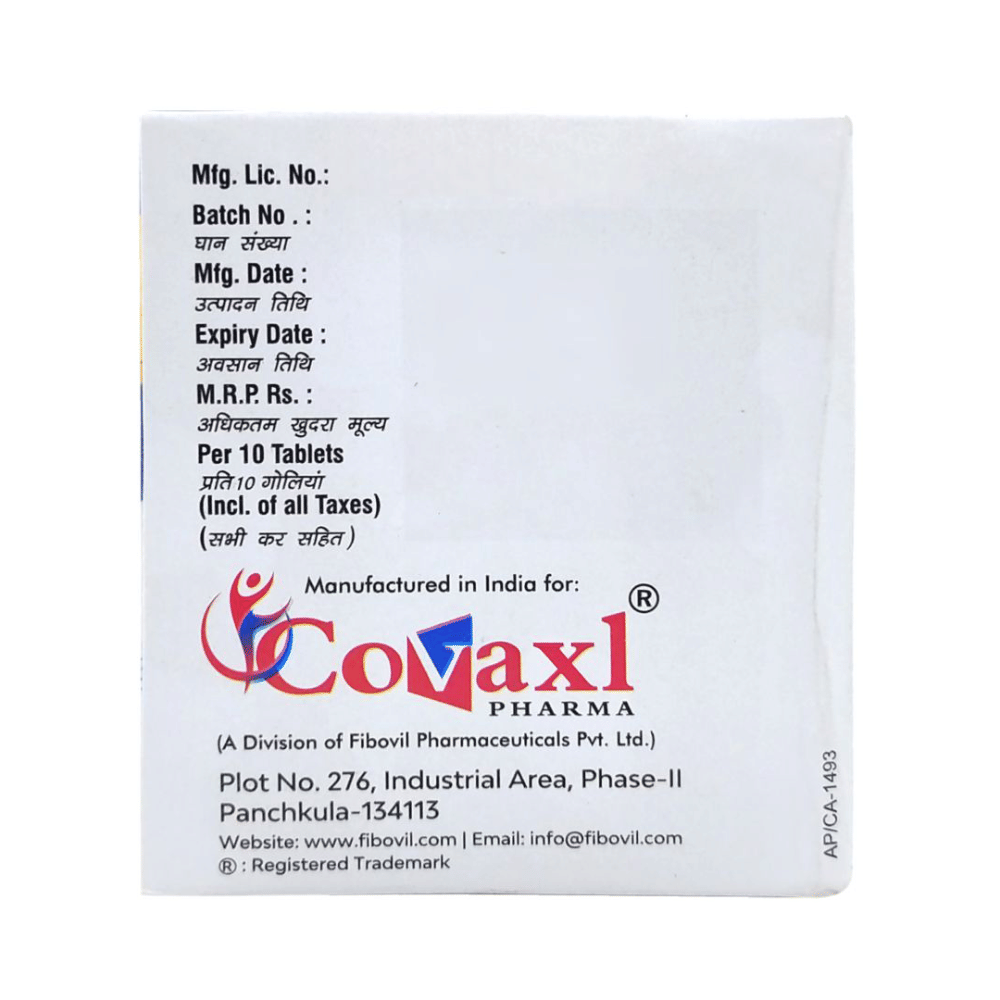 Mfg. Lic. No.:
Batch No . :
घान संख्या
Mfg. Date :
उत्पादन तिथि
Expiry Date :
अवसान तिथि
M.R.P. Rs. :
अधिकतम खुदरा मूल्य
Per 10 Tablets
प्रति 10 गोलियां
(Incl. of all Taxes)
(सभी कर सहित)
Manufactured in India for:
Covaxl ®
PHARMA
(A Division of Fibovil Pharmaceuticals Pvt. Ltd.)
Plot No. 276, Industrial Area, Phase-II
Panchkula-134113
Website: www.fibovil.com | Email: info@fibovil.com
® : Registered Trademark
AP/CA-1493